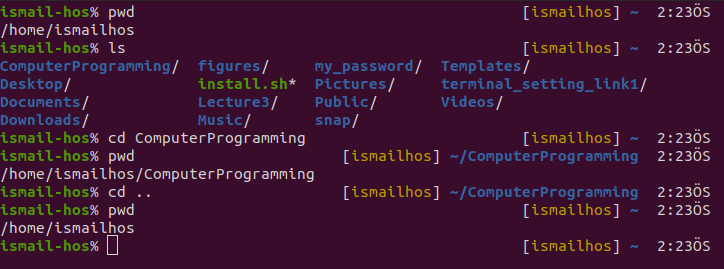 ismail-hos% pwd [ismailhos] ~ 2:23ÖS
/home/ismailhos
ismail-hos% ls [ismailhos] ~ 2:23ÖS
ComputerProgramming/ figures/ my_password/ Templates/
Desktop/ install.sh* Pictures/ terminal_setting_link1/
Documents/ Lecture3/ Public/ Videos/
Downloads/ Music/ snap/
ismail-hos% cd ComputerProgramming [ismailhos] ~ 2:23ÖS
ismail-hos% pwd [ismailhos] ~/ComputerProgramming 2:23ÖS
/home/ismailhos/ComputerProgramming
ismail-hos% cd .. [ismailhos] ~/ComputerProgramming 2:23ÖS
ismail-hos% pwd [ismailhos] ~ 2:23ÖS
/home/ismailhos
ismail-hos% [ismailhos] ~ 2:23ÖS